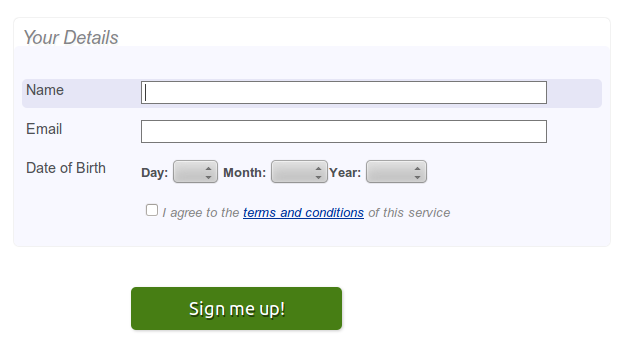 Your Details
Name
Email
Date of Birth Day: Month: Year:
I agree to the terms and conditions of this service
Sign me up!